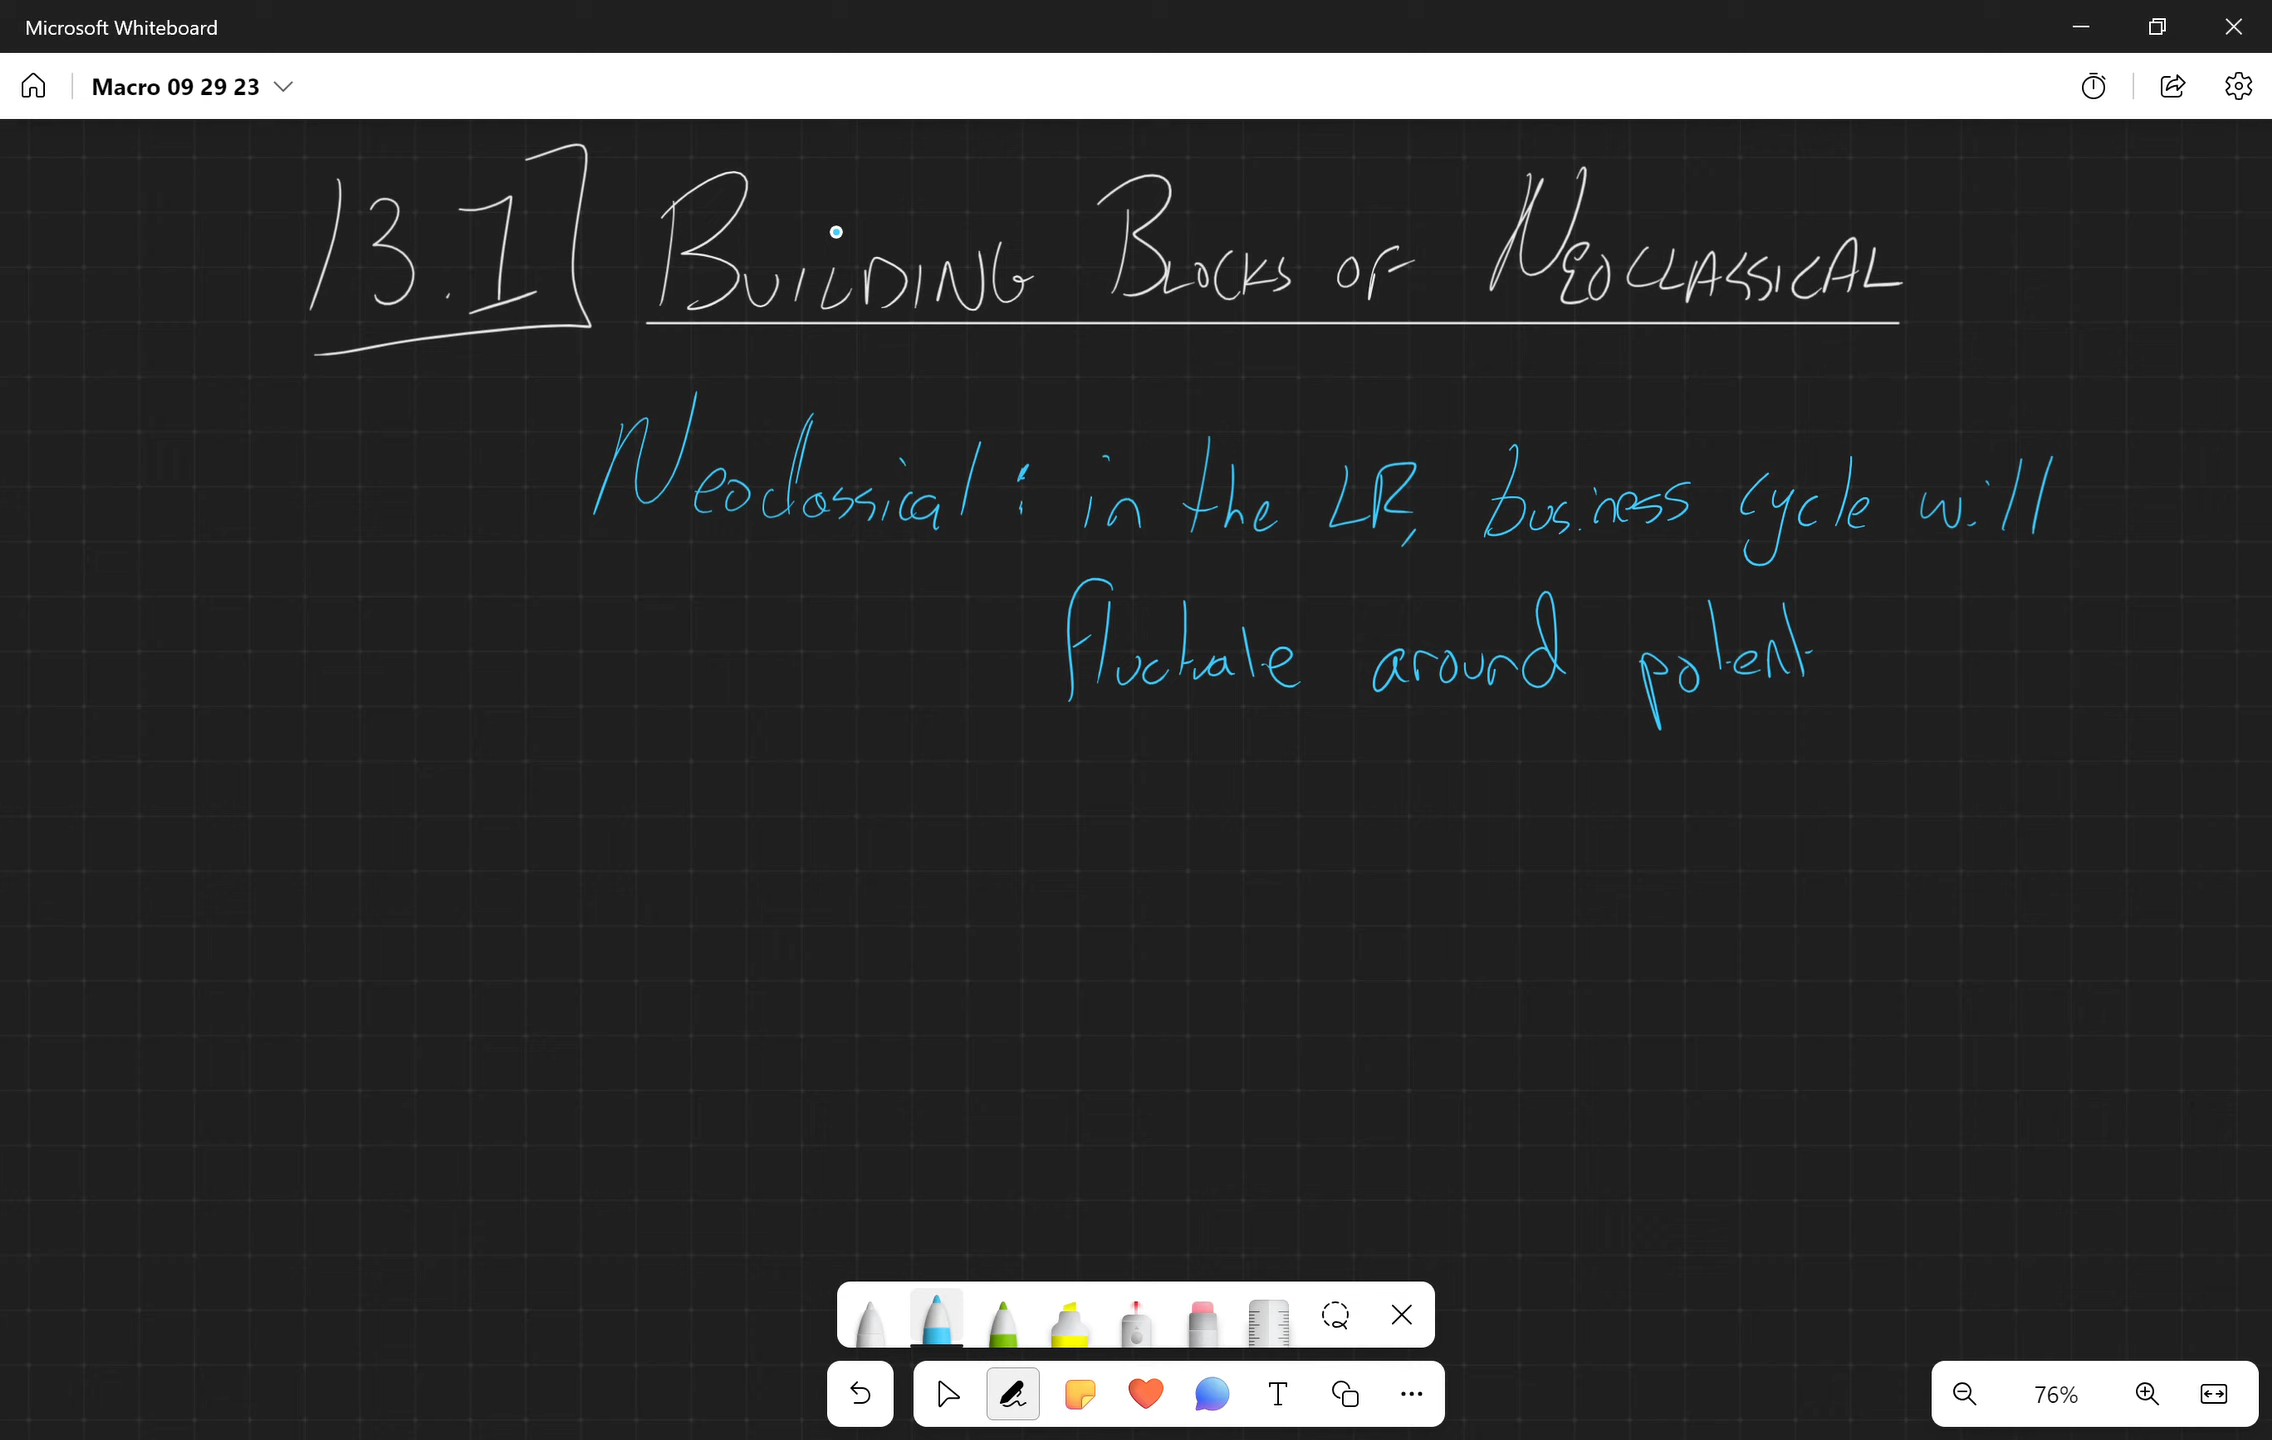 Microsoft Whiteboard
Macro 09 29 23
13.1] BUILDING BLOCKS OF NEOCLASSICAL
Neoclassical : in the LR, business cycle will
fluctuate around potent
T
76%